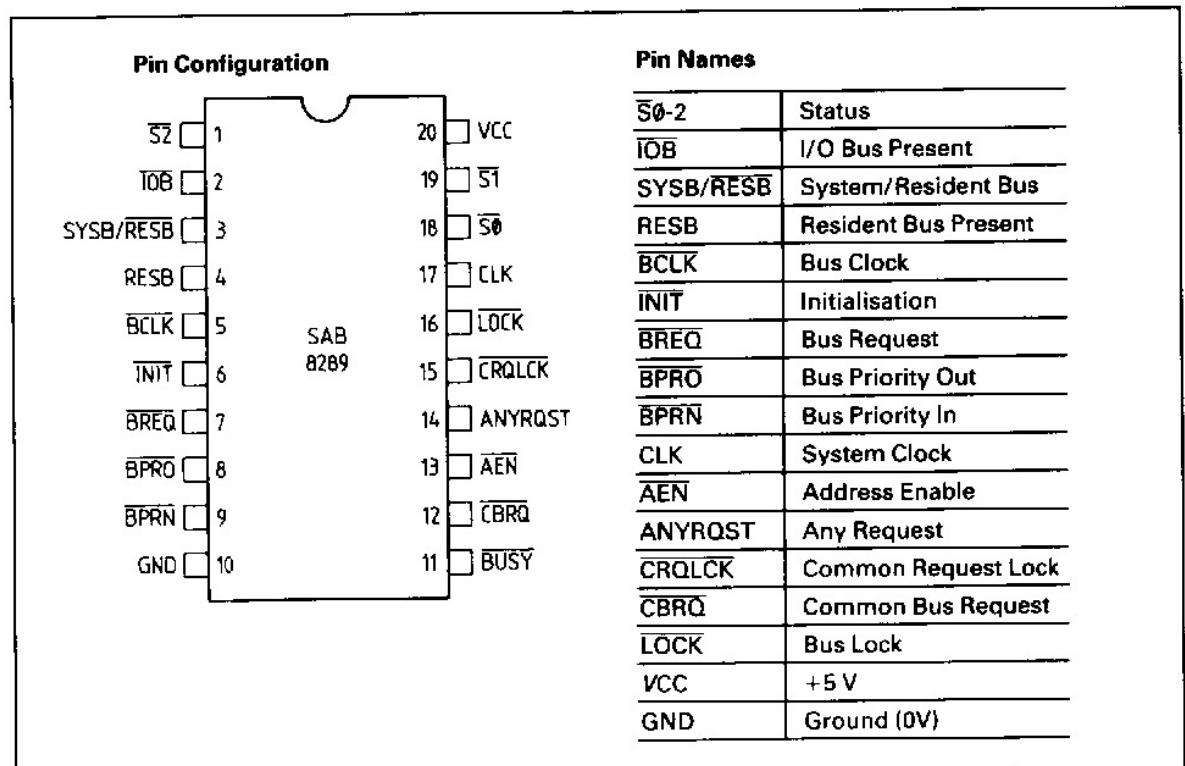 Pin Configuration
S̅2̅ 1
I̅O̅B̅ 2
SYSB/R̅E̅S̅B̅ 3
RESB 4
B̅C̅L̅K̅ 5
I̅N̅I̅T̅ 6
B̅R̅E̅Q̅ 7
B̅P̅R̅O̅ 8
B̅P̅R̅N̅ 9
GND 10
SAB
8289
20 VCC
19 S̅1̅
18 S̅0̅
17 CLK
16 L̅O̅C̅K̅
15 C̅R̅Q̅L̅C̅K̅
14 ANYRQST
13 A̅E̅N̅
12 C̅B̅R̅Q̅
11 B̅U̅S̅Y̅
Pin Names
S̅0̅-2 Status
I̅O̅B̅ I/O Bus Present
SYSB/R̅E̅S̅B̅ System/Resident Bus
RESB Resident Bus Present
B̅C̅L̅K̅ Bus Clock
I̅N̅I̅T̅ Initialisation
B̅R̅E̅Q̅ Bus Request
B̅P̅R̅O̅ Bus Priority Out
B̅P̅R̅N̅ Bus Priority In
CLK System Clock
A̅E̅N̅ Address Enable
ANYRQST Any Request
C̅R̅Q̅L̅C̅K̅ Common Request Lock
C̅B̅R̅Q̅ Common Bus Request
L̅O̅C̅K̅ Bus Lock
VCC +5 V
GND Ground (0V)